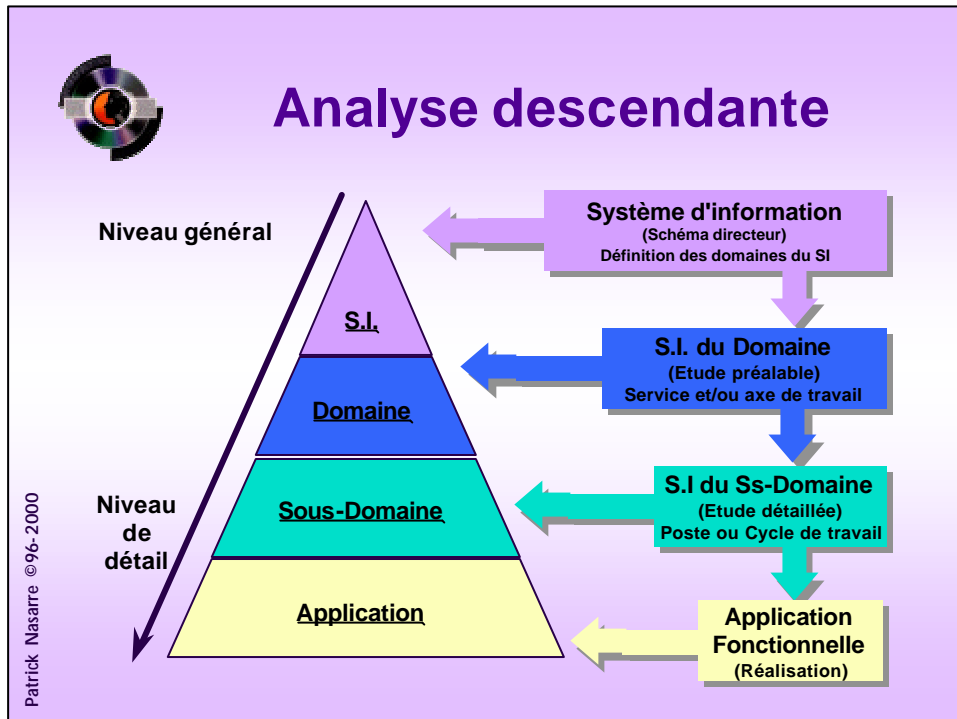 Analyse descendante
Niveau général
Système d'information
(Schéma directeur)
Définition des domaines du SI
S.I.
S.I. du Domaine
(Etude préalable)
Service et/ou axe de travail
Domaine
Niveau
de
détail
Sous-Domaine
S.I du Ss-Domaine
(Etude détaillée)
Poste ou Cycle de travail
Application
Application
Fonctionnelle
(Réalisation)
Patrick Nasarre ©96-2000